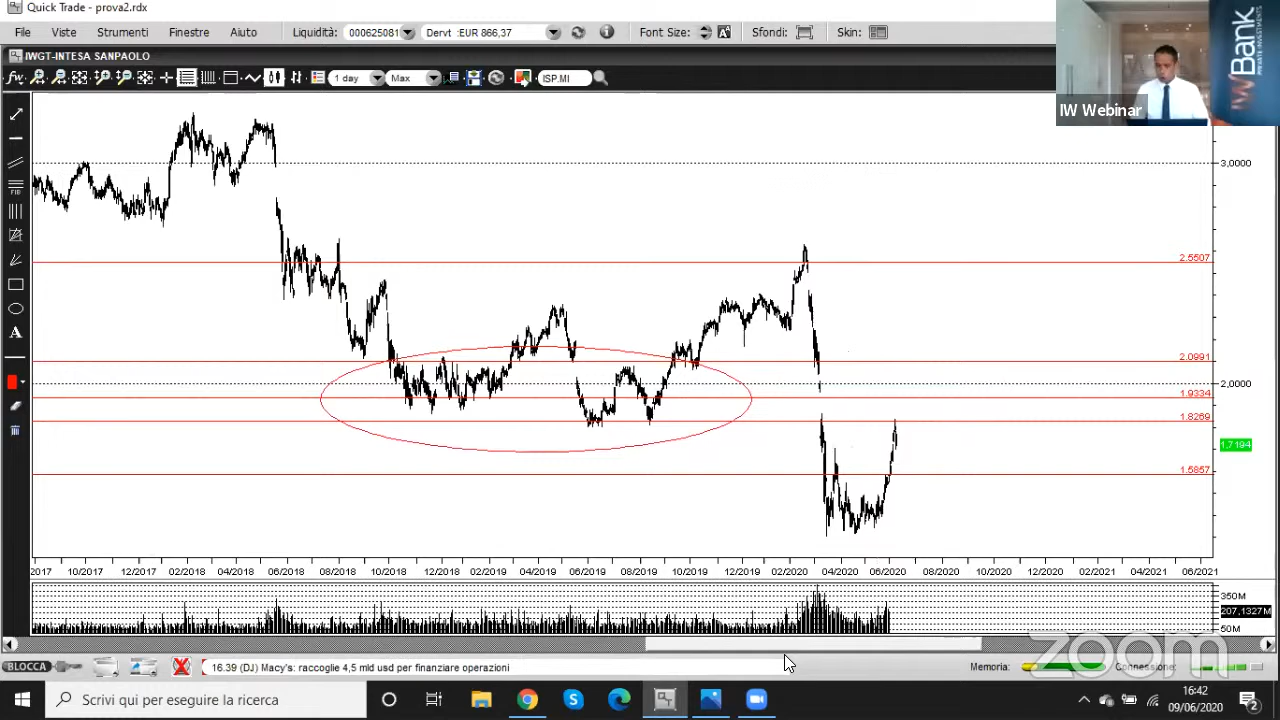 Quick Trade - prova2.rdx
File Viste Strumenti Finestre Aiuto Liquidità: 000625081 Dervt :EUR 866,37 Font Size: A Sfondi: Skin:
IWGT-INTESA SANPAOLO
1 day Max ISP.MI
IWBank
PRIVATE INVESTMENTS
IW Webinar
FIB
A
3,0000
2.5507
2.0991
2,0000
1.9334
1.8269
1,7194
1.5857
2017 10/2017 12/2017 02/2018 04/2018 06/2018 08/2018 10/2018 12/2018 02/2019 04/2019 06/2019 08/2019 10/2019 12/2019 02/2020 04/2020 06/2020 08/2020 10/2020 12/2020 02/2021 04/2021 06/2021
350M
207,1327M
50M
BLOCCA 16.39 (DJ) Macy's: raccoglie 4,5 mld usd per finanziare operazioni Memoria: Connessione:
zoom
Scrivi qui per eseguire la ricerca
16:42
09/06/2020
2